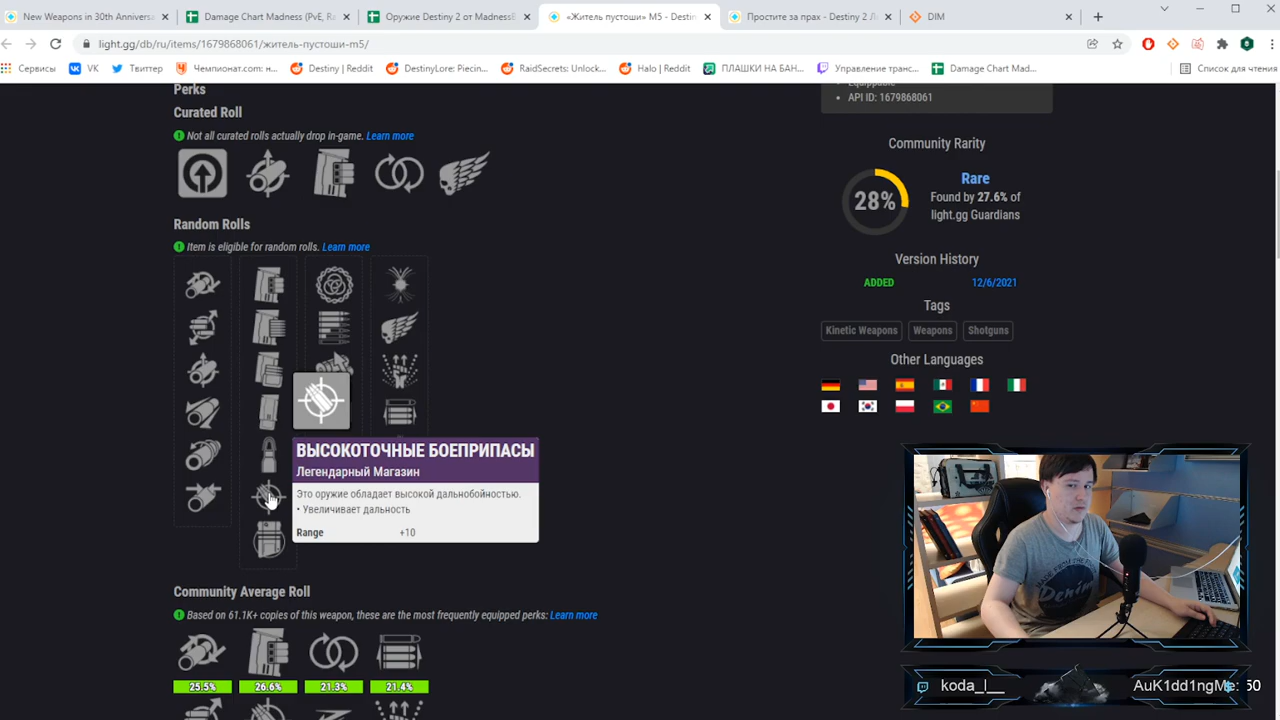 New Weapons in 30th Anniversa
Damage Chart Madness (PvE, Ra
Оружие Destiny 2 от MadnessE
«Житель пустоши» М5 - Destin
Простите за прах - Destiny 2 Л
DIM
light.gg/db/ru/items/1679868061/житель-пустоши-m5/
Сервисы
VK
Твиттер
Чемпионат.com: н...
Destiny | Reddit
DestinyLore: Piecin...
RaidSecrets: Unlock...
Halo | Reddit
ПЛАШКИ НА БАН...
Управление транс...
Damage Chart Mad...
Список для чтения
Perks
Curated Roll
Not all curated rolls actually drop in-game. Learn more
Random Rolls
Item is eligible for random rolls. Learn more
ВЫСОКОТОЧНЫЕ БОЕПРИПАСЫ
Легендарный Магазин
Это оружие обладает высокой дальнобойностью.
• Увеличивает дальность
Range +10
Community Average Roll
Based on 61.1K+ copies of this weapon, these are the most frequently equipped perks: Learn more
25.5% 26.6% 21.3% 21.4%
Equippable
• API ID: 1679868061
Community Rarity
28%
Rare
Found by 27.6% of
light.gg Guardians
Version History
ADDED 12/6/2021
Tags
Kinetic Weapons
Weapons
Shotguns
Other Languages
koda_l__
AuK1dd1ngMe: 50